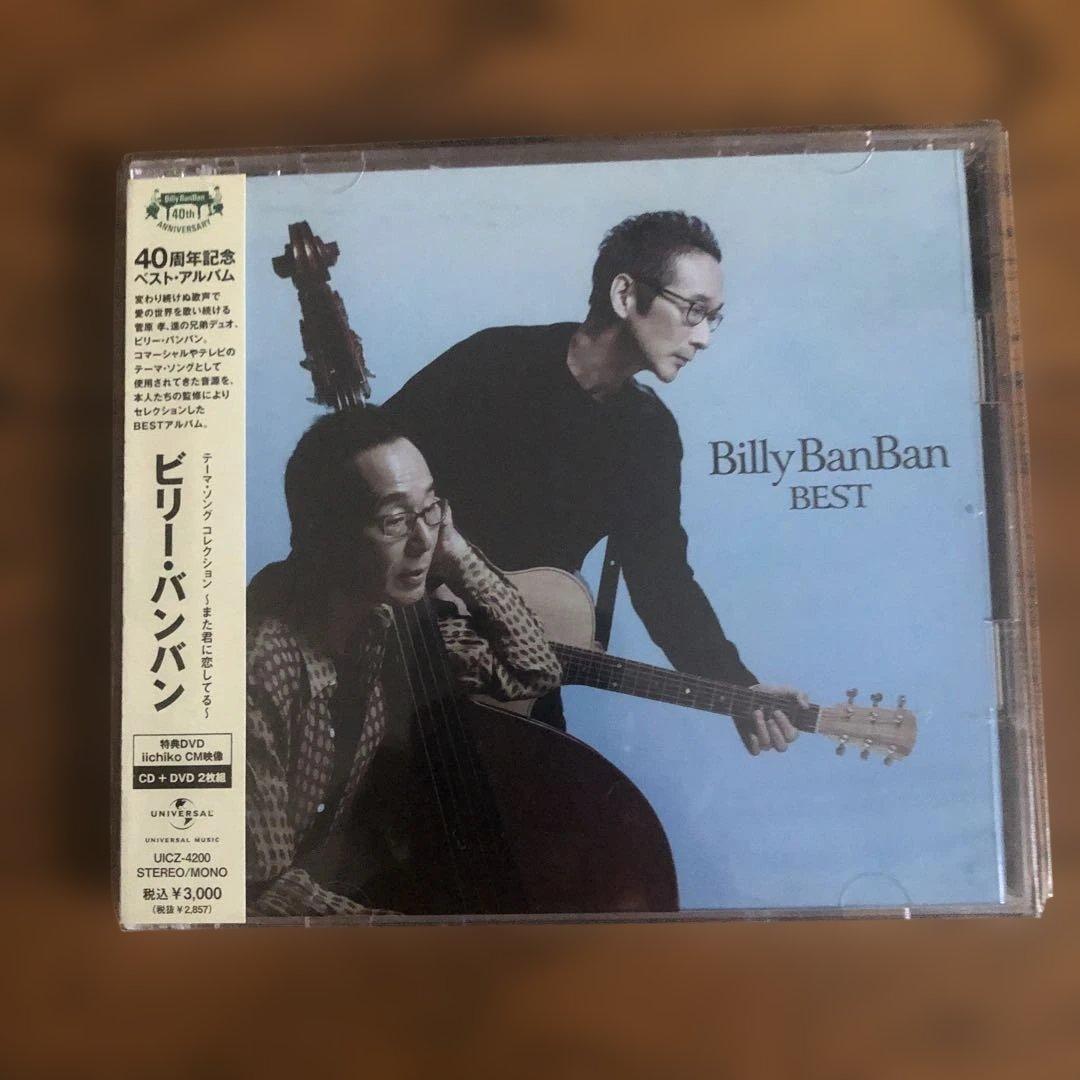 Billy BanBan
40th
ANNIVERSARY
40周年記念
ベスト・アルバム
変わり続けぬ歌声で
愛の世界を歌い続ける
菅原 孝、進の兄弟デュオ、
ビリー・バンバン。
コマーシャルやテレビの
テーマ・ソングとして
使用されてきた音源を、
本人たちの監修により
セレクションした
BESTアルバム。
テーマ・ソング コレクション ～また君に恋してる～
ビリー・バンバン
特典DVD
iichiko CM映像
CD + DVD 2枚組
UNIVERSAL
UNIVERSAL MUSIC
UICZ-4200
STEREO/MONO
税込￥3,000
(税抜￥2,857)
Billy BanBan
BEST